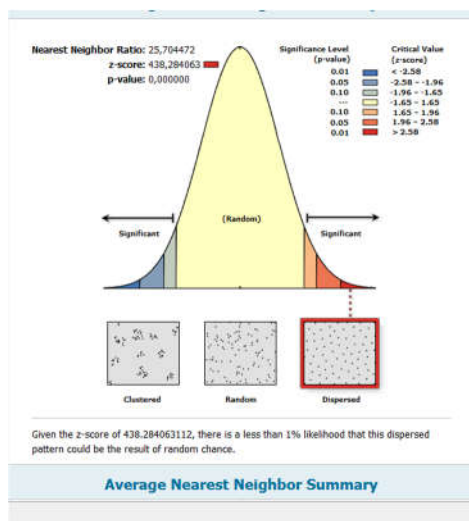 Nearest Neighbor Ratio: 25,704472
z-score: 438,284063
p-value: 0,000000
Significance Level
(p-value)
Critical Value
(z-score)
0.01 < -2.58
0.05 -2.58 - -1.96
0.10 -1.96 - -1.65
... -1.65 - 1.65
0.10 1.65 - 1.96
0.05 1.96 - 2.58
0.01 > 2.58
(Random)
Significant
Significant
Clustered
Random
Dispersed
Given the z-score of 438.284063112, there is a less than 1% likelihood that this dispersed
pattern could be the result of random chance.
Average Nearest Neighbor Summary